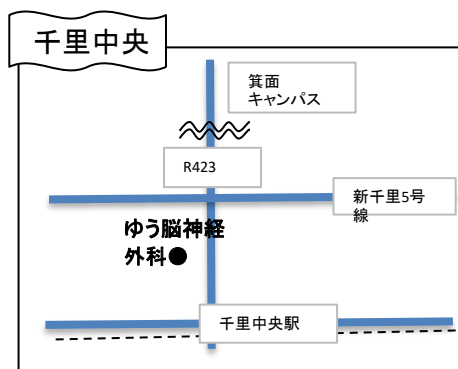 千里中央
箕面
キャンパス
R423
新千里5号
線
ゆう脳神経
外科●
千里中央駅